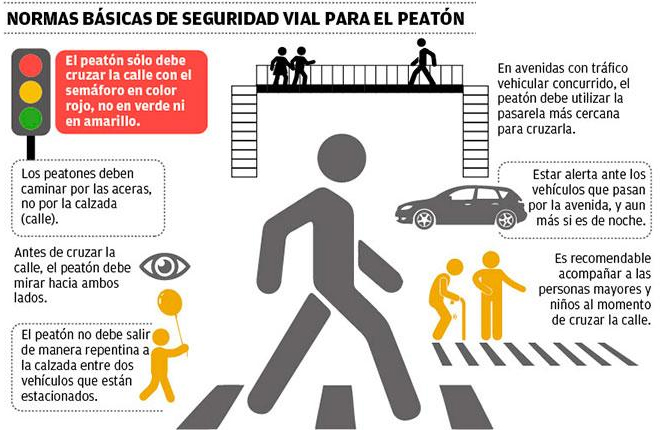 NORMAS BÁSICAS DE SEGURIDAD VIAL PARA EL PEATÓN
El peatón sólo debe
cruzar la calle con el
semáforo en color
rojo, no en verde ni
en amarillo.
Los peatones deben
caminar por las aceras,
no por la calzada
(calle).
Antes de cruzar la
calle, el peatón debe
mirar hacia ambos
lados.
El peatón no debe salir
de manera repentina a
la calzada entre dos
vehículos que están
estacionados.
En avenidas con tráfico
vehicular concurrido, el
peatón debe utilizar la
pasarela más cercana
para cruzarla.
Estar alerta ante los
vehículos que pasan
por la avenida, y aun
más si es de noche.
Es recomendable
acompañar a las
personas mayores y
niños al momento
de cruzar la calle.